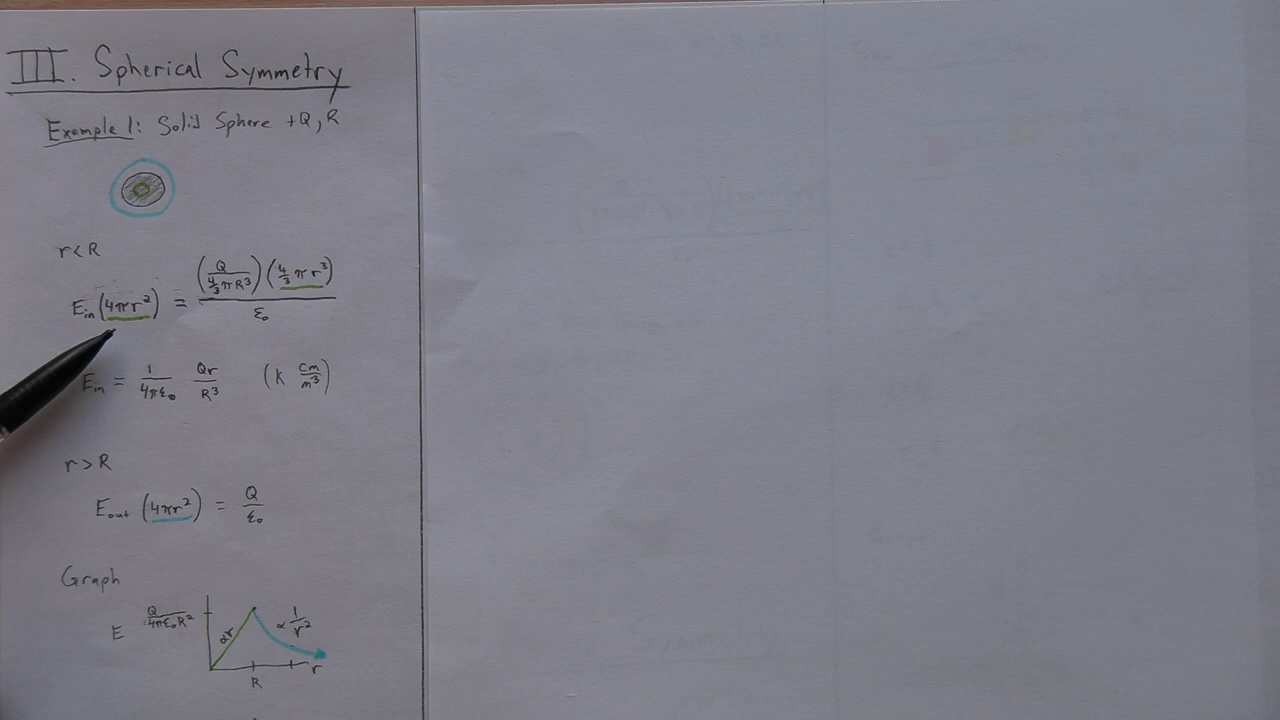 III. Spherical Symmetry
Example 1: Solid Sphere +Q, R
r < R
E_in (4πr²) = (Q / (4/3 πR³)) (4/3 πr³) / ε₀
E_in = 1/(4πε₀) Qr/R³ (k cm/m³)
r > R
E_out (4πr²) = Q/ε₀
Graph
E Q/(4πε₀R²) αr α 1/r²
r
R